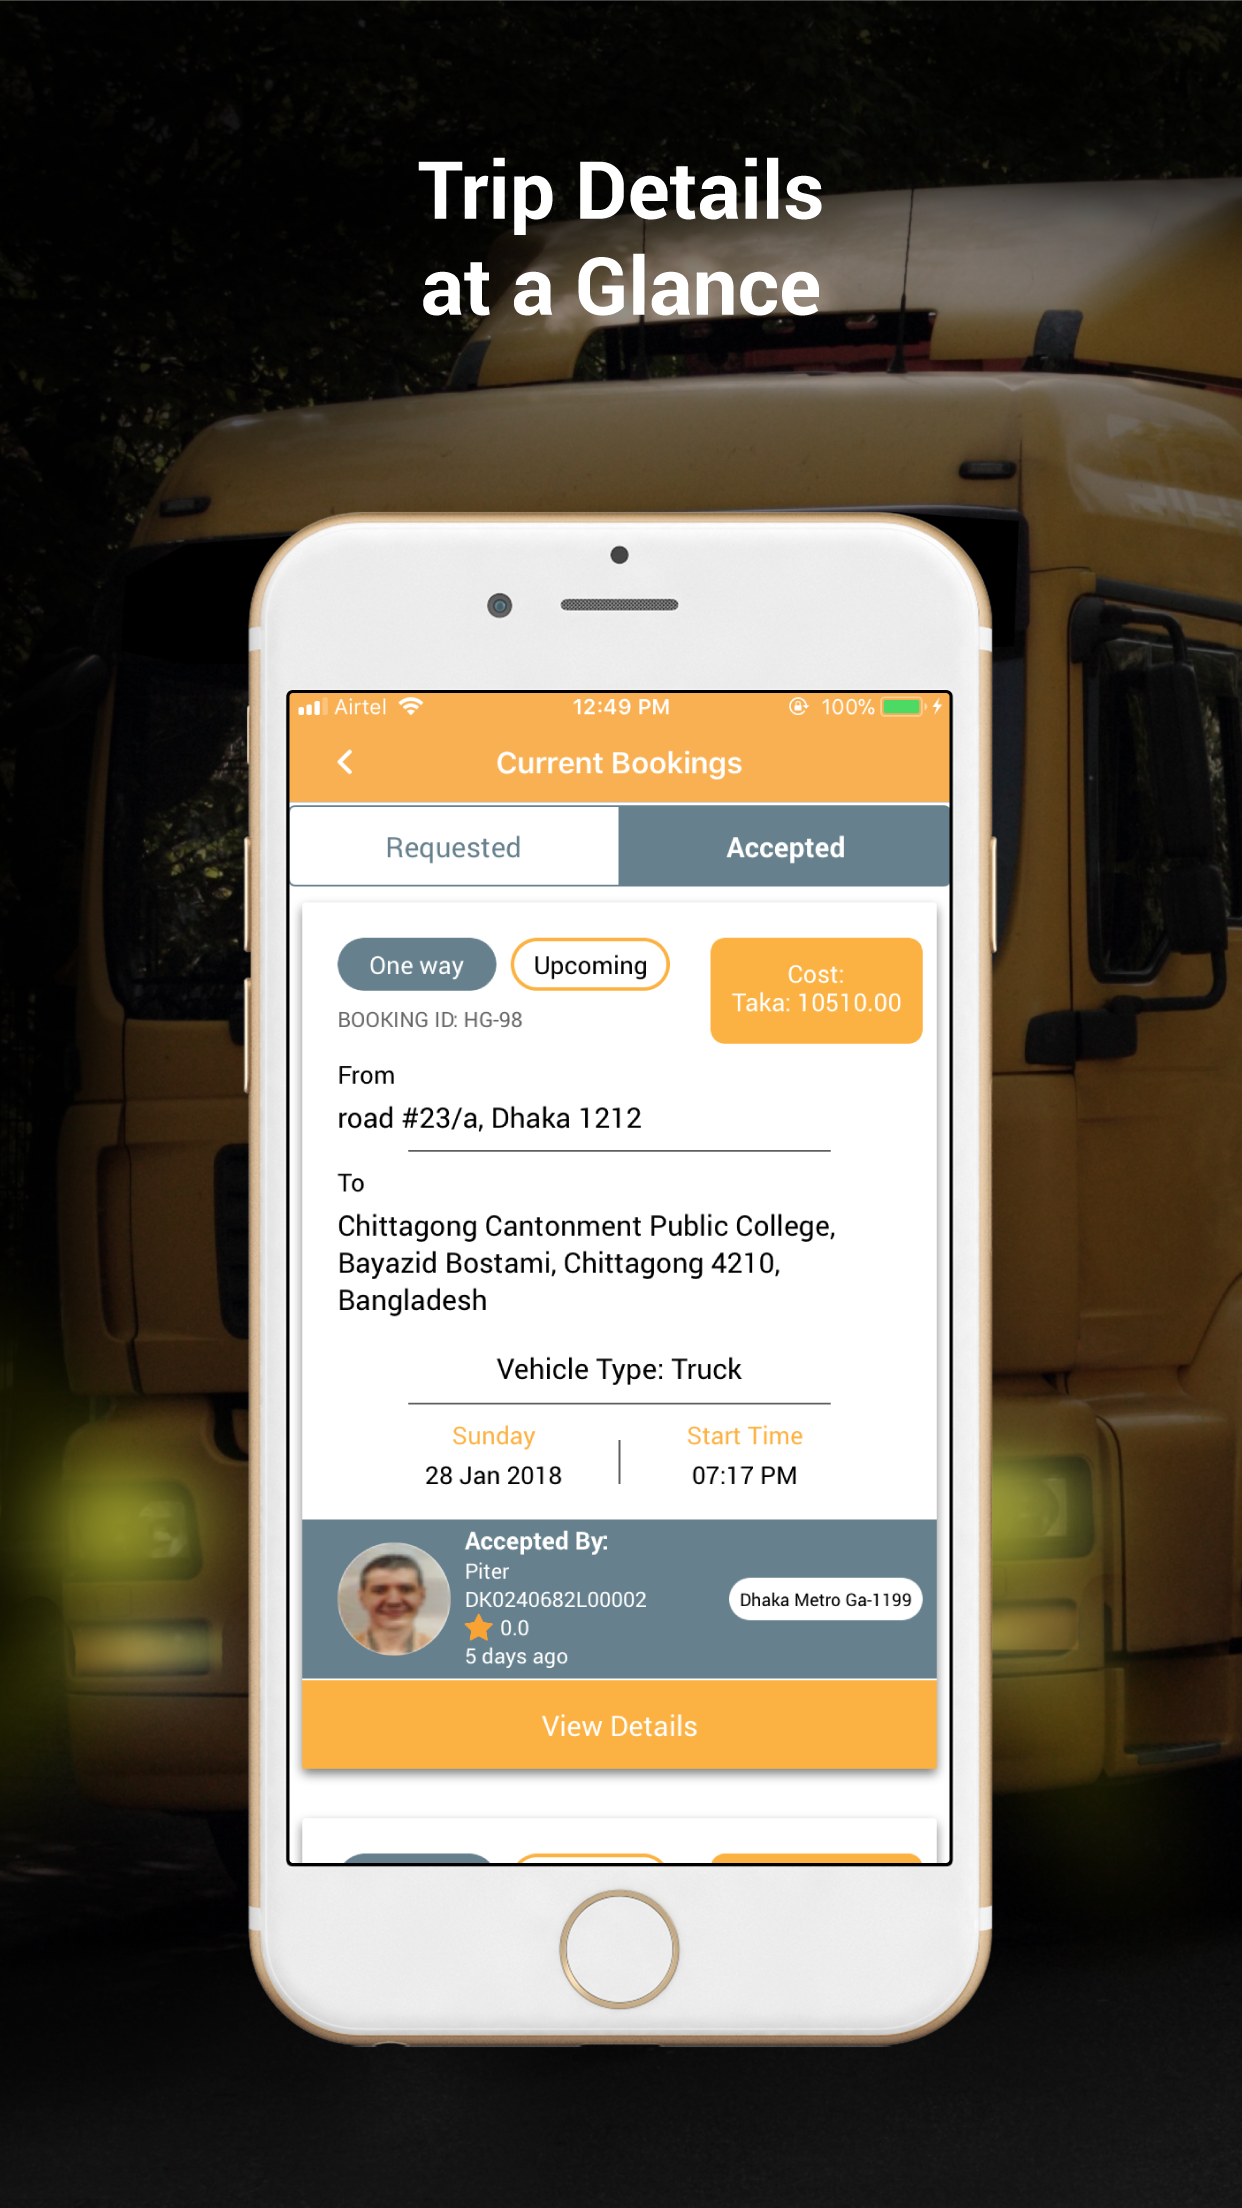 Trip Details
at a Glance
Airtel 12:49 PM 100%
Current Bookings
Requested Accepted
One way Upcoming
Cost:
Taka: 10510.00
BOOKING ID: HG-98
From
road #23/a, Dhaka 1212
To
Chittagong Cantonment Public College,
Bayazid Bostami, Chittagong 4210,
Bangladesh
Vehicle Type: Truck
Sunday Start Time
28 Jan 2018 07:17 PM
Accepted By:
Piter
DK0240682L00002
Dhaka Metro Ga-1199
0.0
5 days ago
View Details